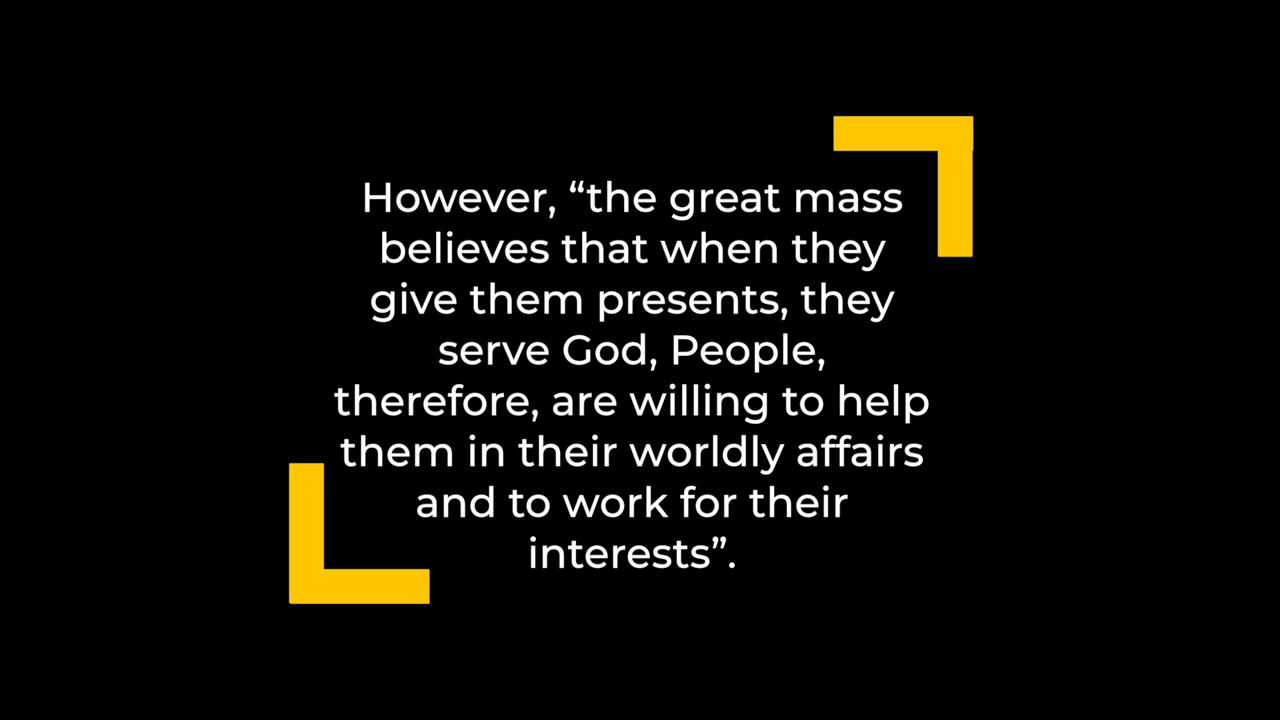 However, “the great mass
believes that when they
give them presents, they
serve God, People,
therefore, are willing to help
them in their worldly affairs
and to work for their
interests”.